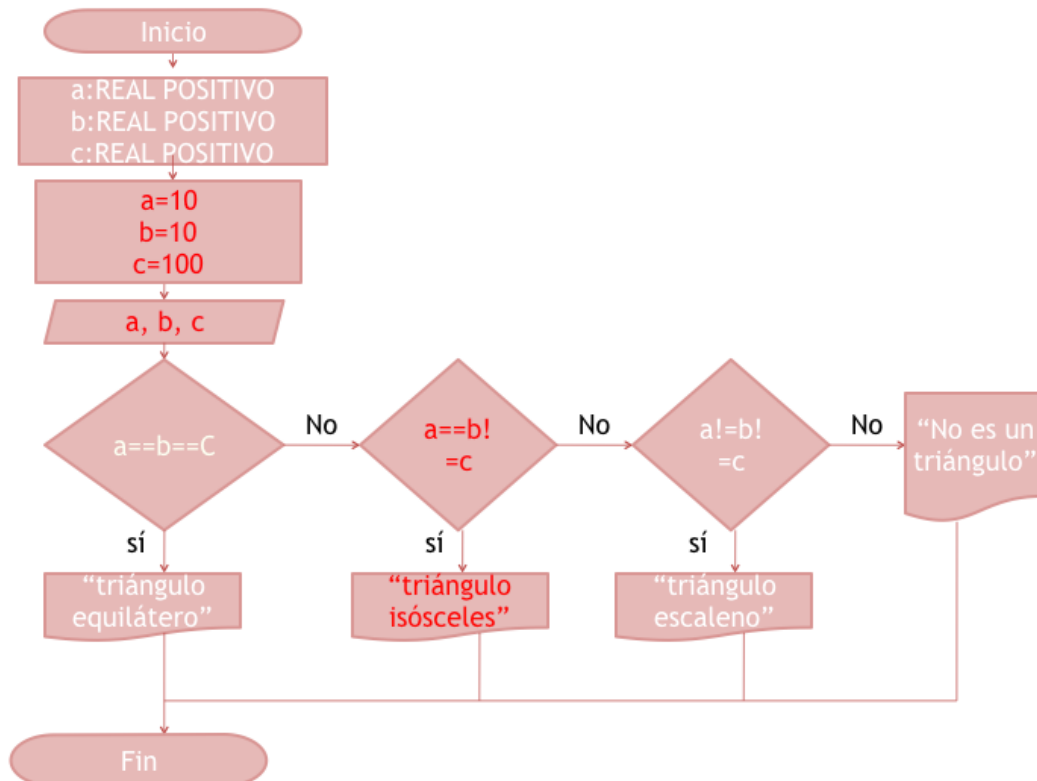 Inicio
a:REAL POSITIVO
b:REAL POSITIVO
c:REAL POSITIVO
a=10
b=10
c=100
a, b, c
a==b==C
No
a==b!
=c
No
a!=b!
=c
No
“No es un
triángulo”
sí
sí
sí
“triángulo
equilátero”
“triángulo
isósceles”
“triángulo
escaleno”
Fin